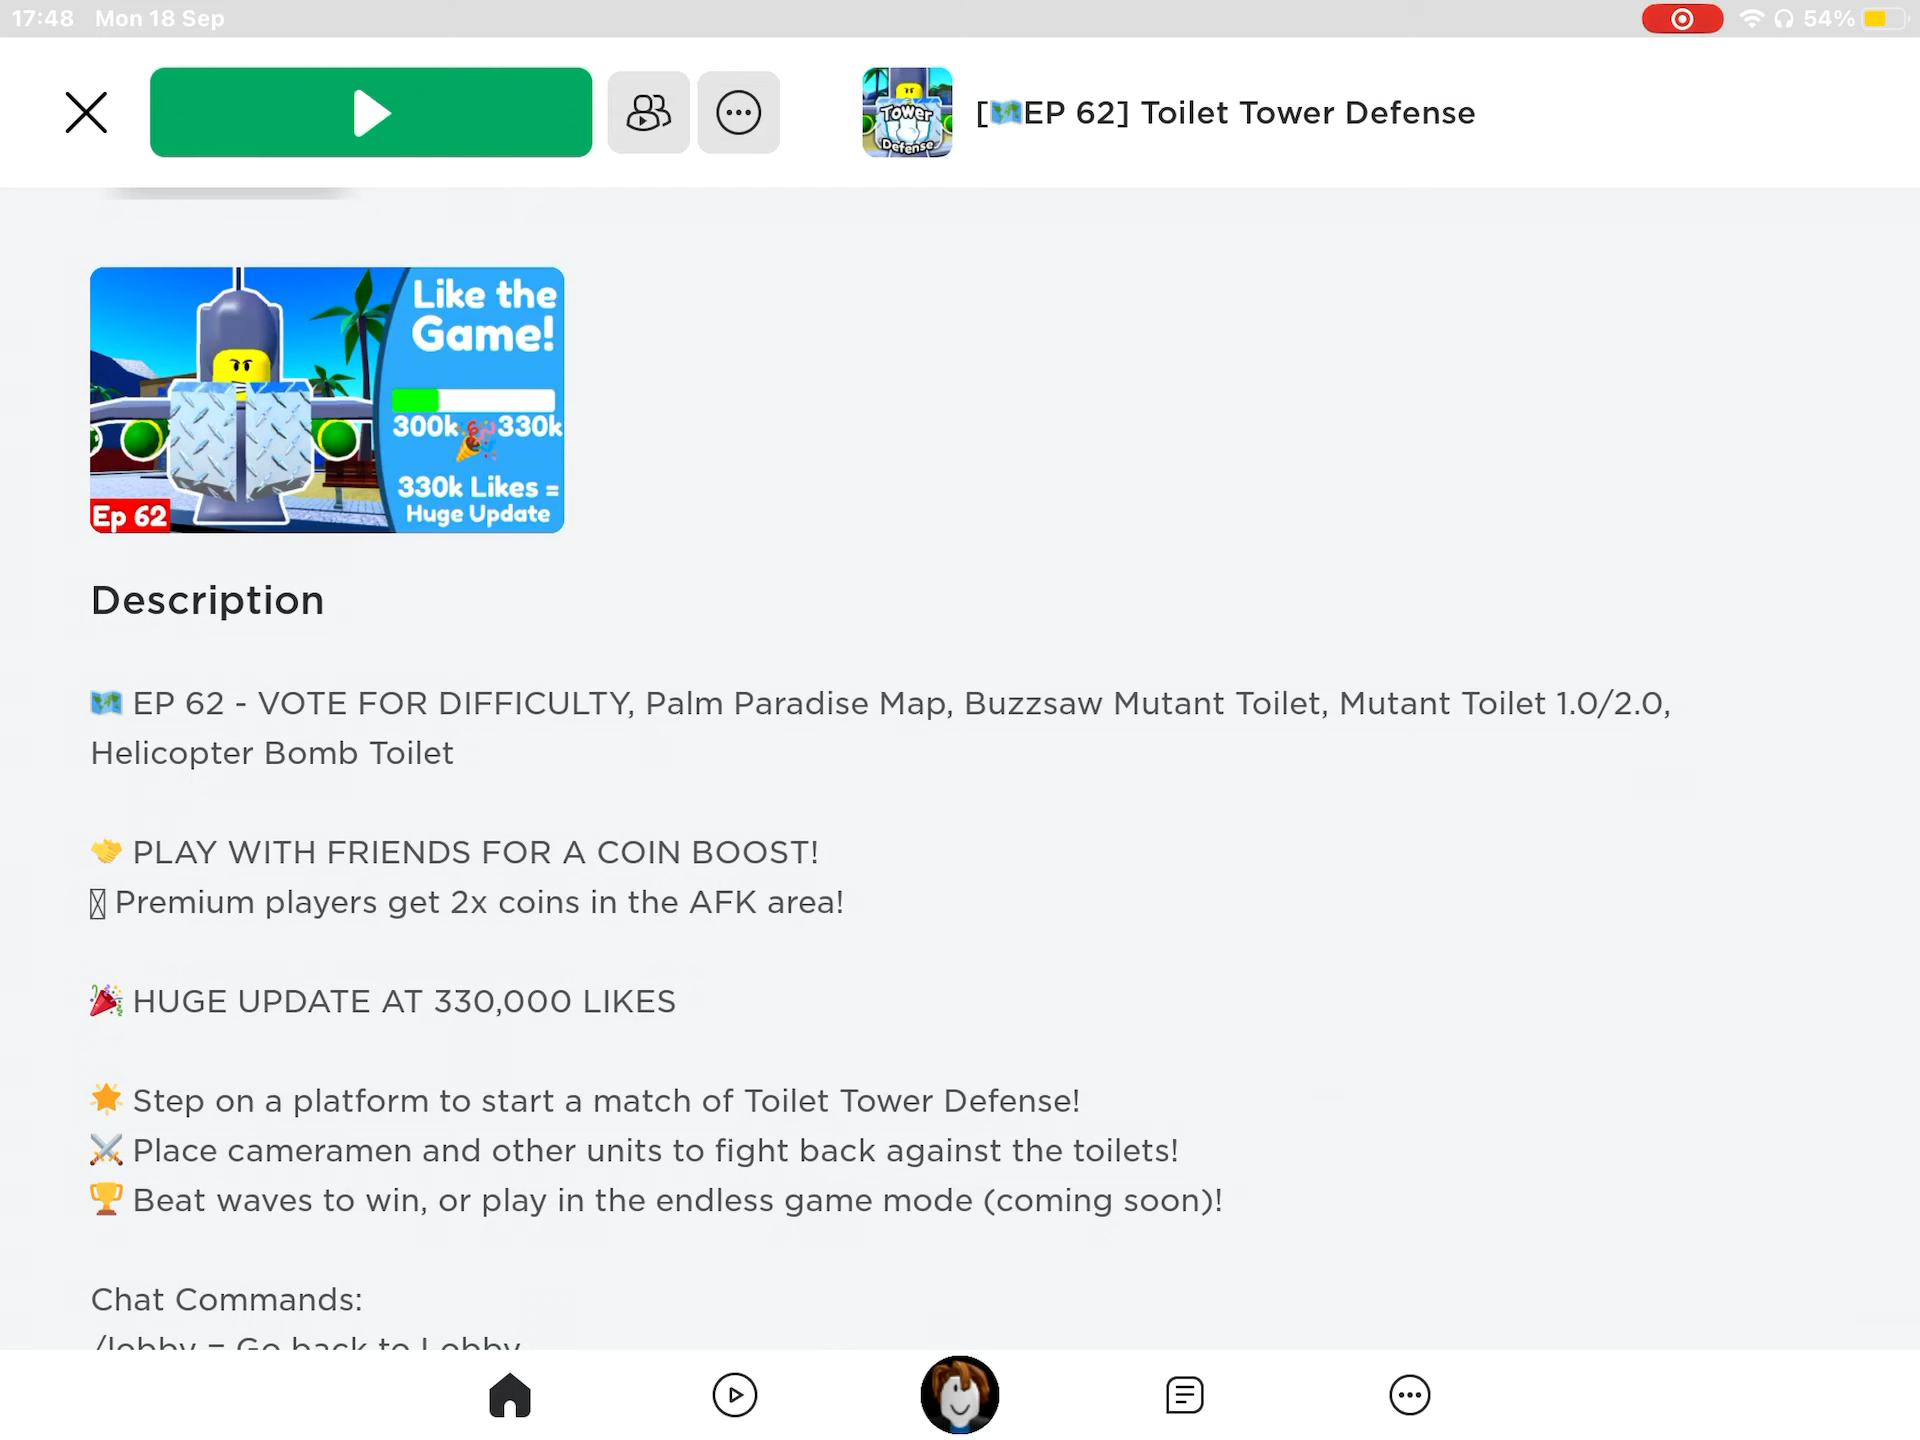 17:48 Mon 18 Sep
54%
[🗺️EP 62] Toilet Tower Defense
Tower
Defense
Like the
Game!
300k🎉330k
330k Likes =
Huge Update
Ep 62
Description
🗺️ EP 62 - VOTE FOR DIFFICULTY, Palm Paradise Map, Buzzsaw Mutant Toilet, Mutant Toilet 1.0/2.0,
Helicopter Bomb Toilet
🤝 PLAY WITH FRIENDS FOR A COIN BOOST!
Premium players get 2x coins in the AFK area!
🎉 HUGE UPDATE AT 330,000 LIKES
🌟 Step on a platform to start a match of Toilet Tower Defense!
⚔️ Place cameramen and other units to fight back against the toilets!
🏆 Beat waves to win, or play in the endless game mode (coming soon)!
Chat Commands:
/lobby = Go back to Lobby